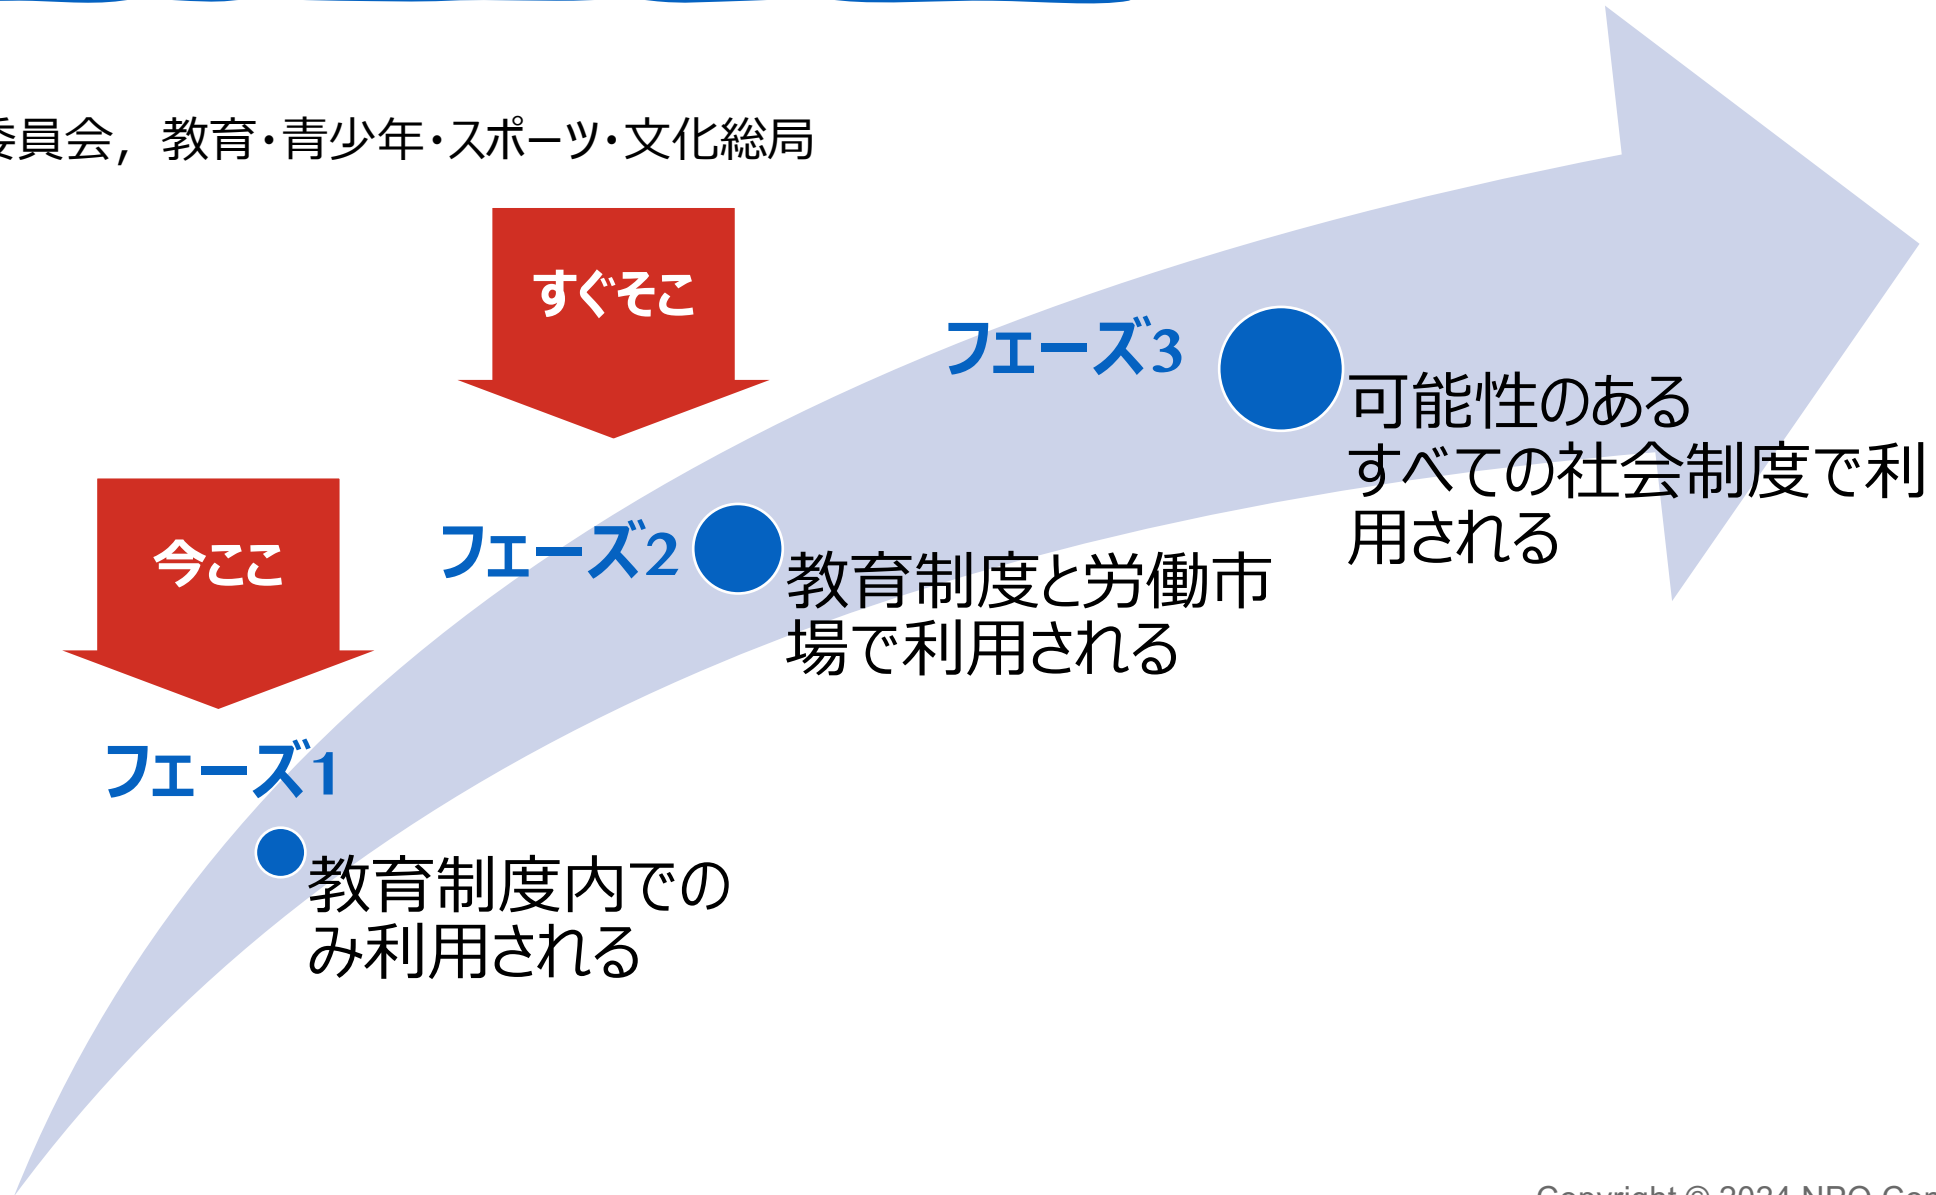 委員会，教育・青少年・スポーツ・文化総局
すぐそこ
フェーズ3
可能性のある
すべての社会制度で利
用される
今ここ
フェーズ2
教育制度と労働市
場で利用される
フェーズ1
教育制度内での
み利用される
Copyright © 2024 NPO